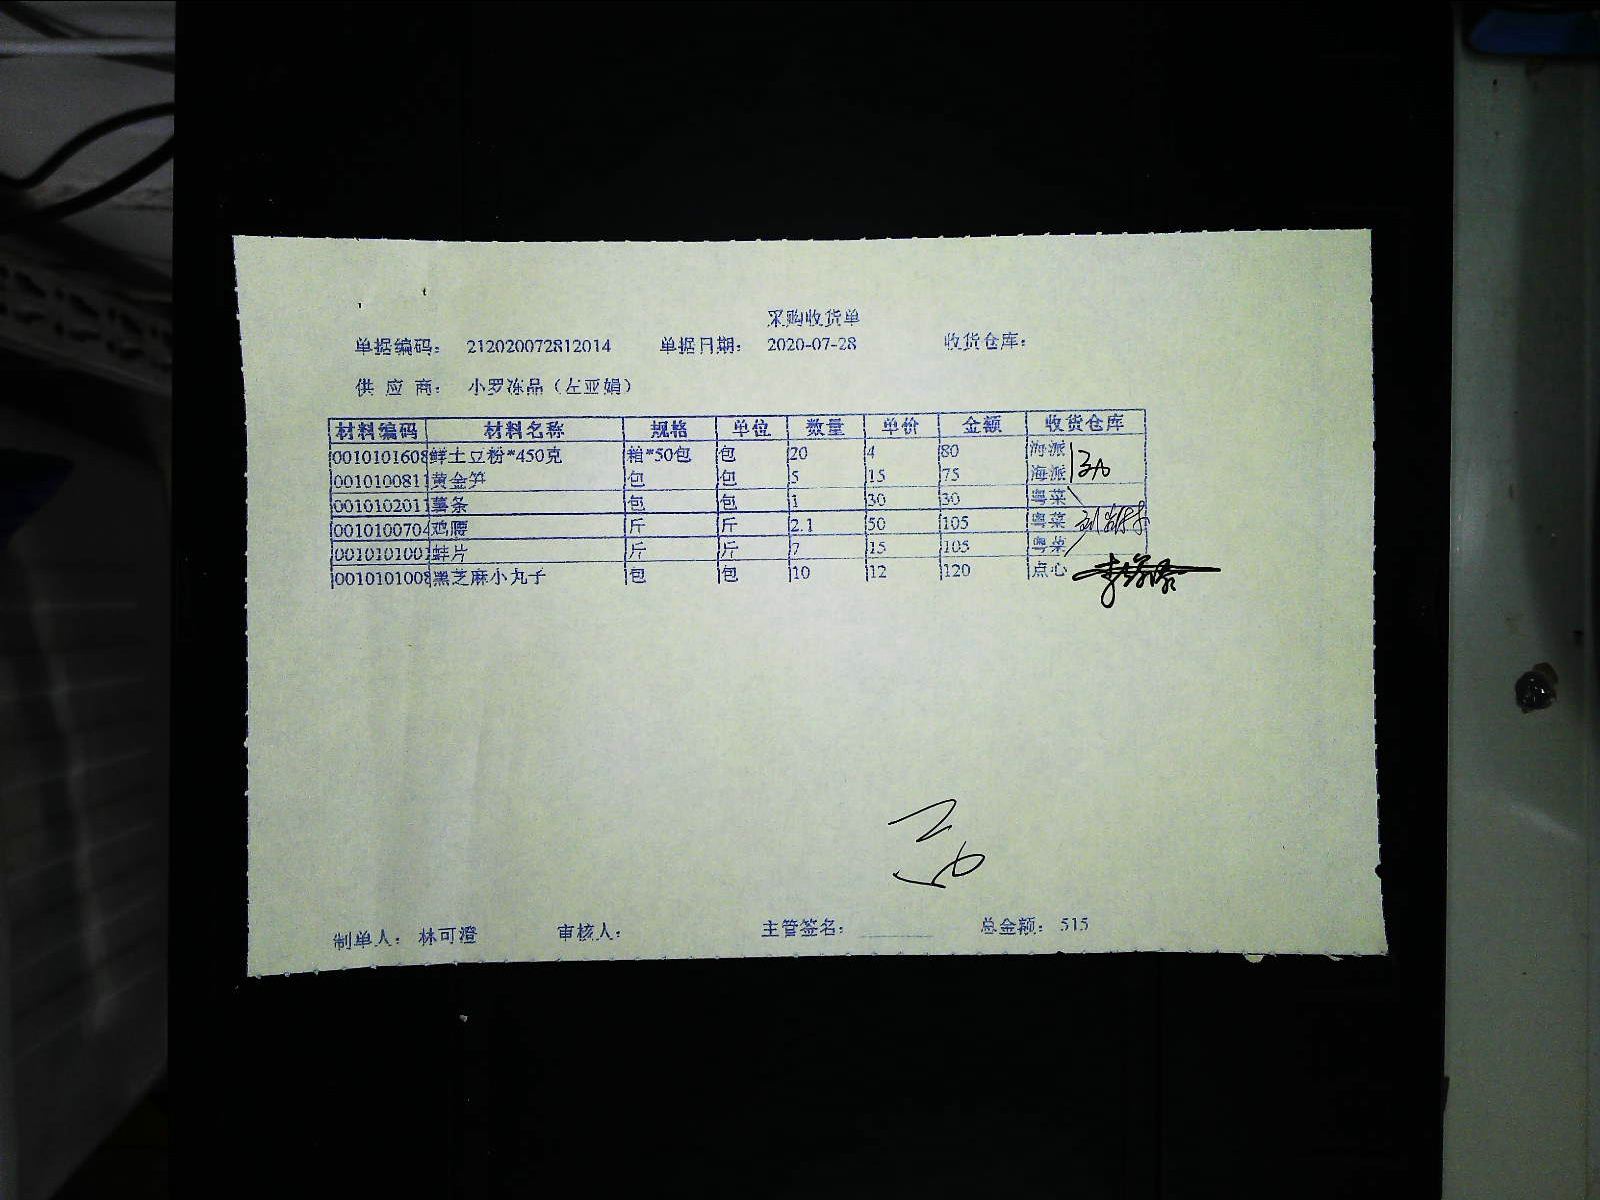 采购收货单
单据编码: 212020072812014 单据日期: 2020-07-28 收货仓库:
供 应 商: 小罗冻品（左亚娟）
材料编码 材料名称 规格 单位 数量 单价 金额 收货仓库
0010101608 鲜土豆粉*450克 箱*50包 包 20 4 80 海派
0010100811 黄金笋 包 包 5 15 75 海派
0010102011 薯条 包 包 1 30 30 粤菜
0010100704 鸡腰 斤 斤 2.1 50 105 粤菜
0010101001 蚌片 斤 斤 7 15 105 粤菜
0010101008 黑芝麻小丸子 包 包 10 12 120 点心
制单人: 林可澄 审核人: 主管签名: 总金额: 515